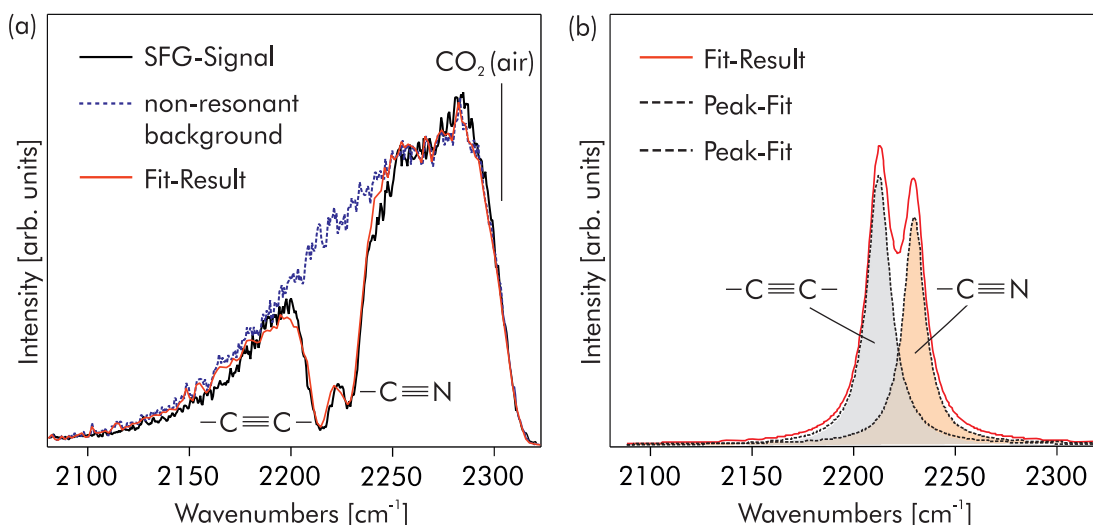 (a)
SFG-Signal
non-resonant
background
Fit-Result
CO₂ (air)
–C≡N
–C≡C–
Intensity [arb. units]
2100 2150 2200 2250 2300
Wavenumbers [cm⁻¹]
(b)
Fit-Result
Peak-Fit
Peak-Fit
–C≡C–
–C≡N
Intensity [arb. units]
2100 2150 2200 2250 2300
Wavenumbers [cm⁻¹]